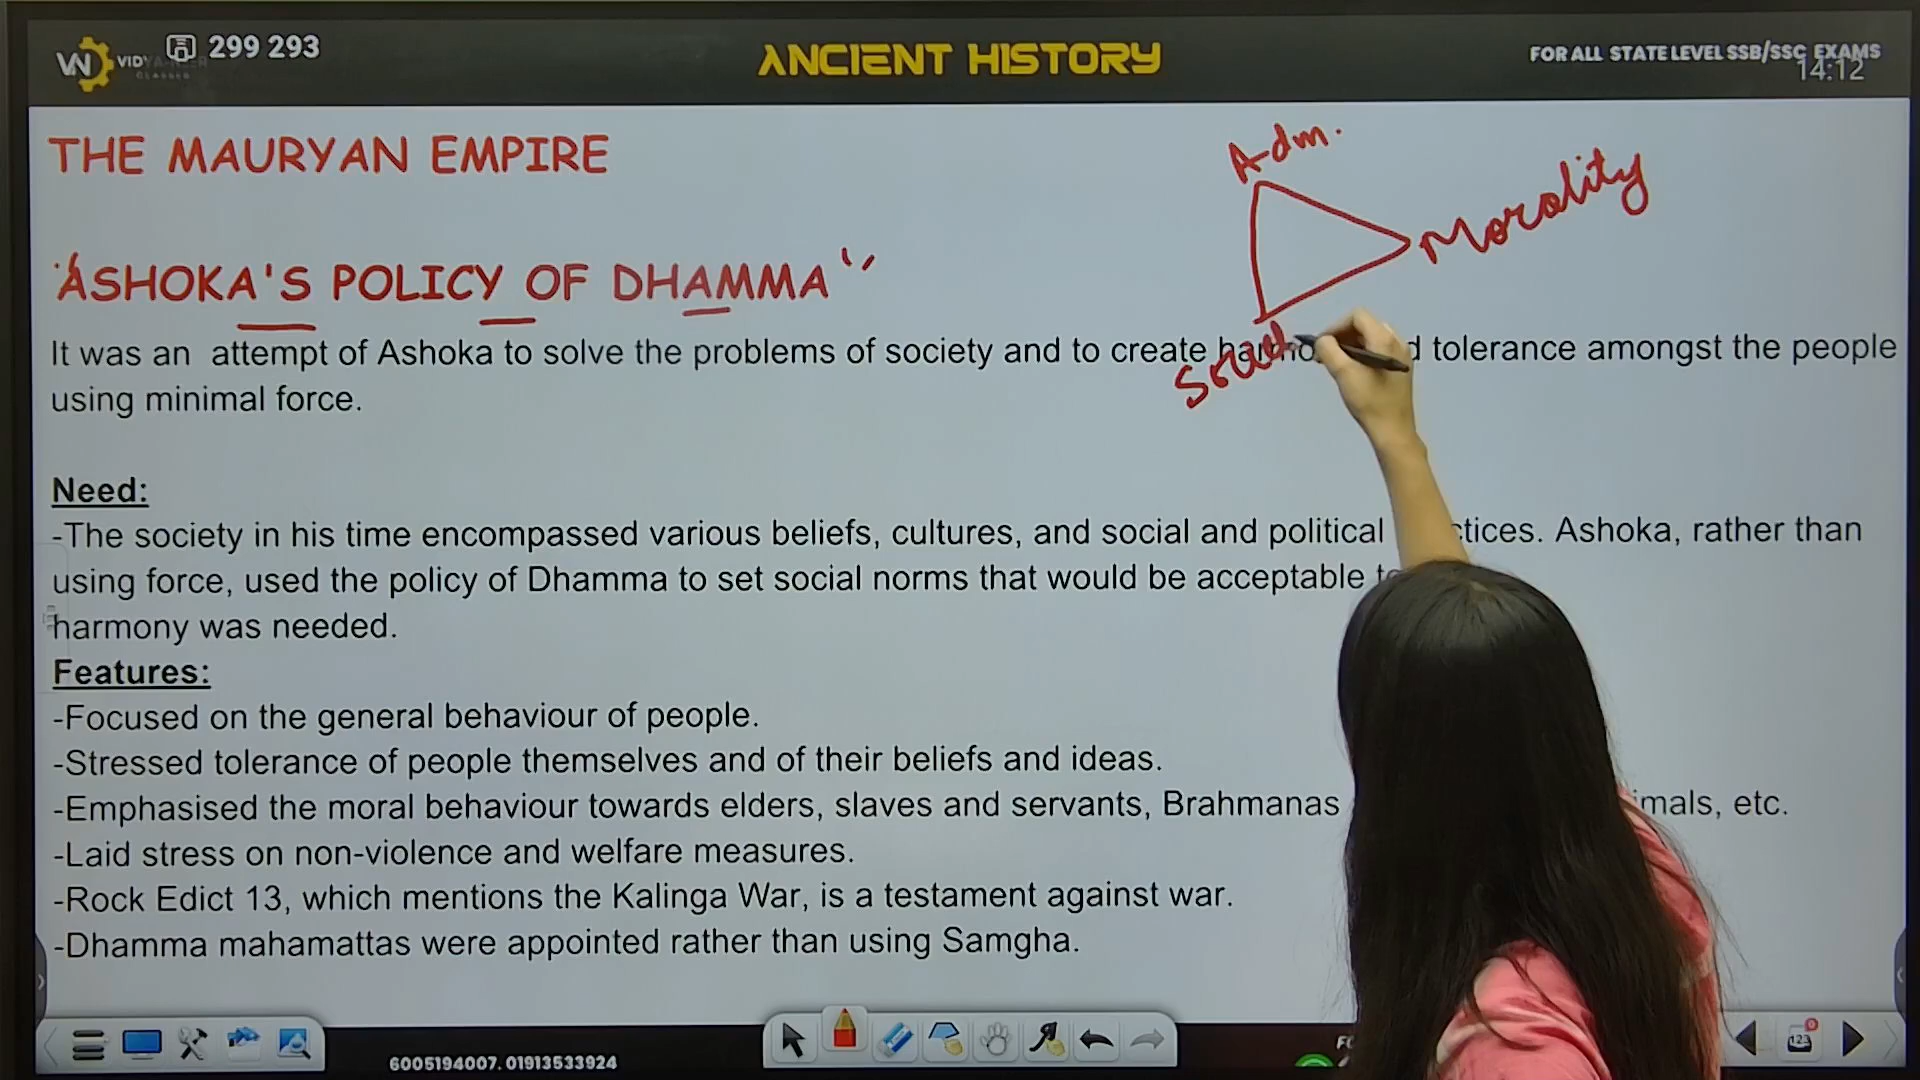 VN VIDYA
CLASSES
299 293
ANCIENT HISTORY
FOR ALL STATE LEVEL SSB/SSC EXAMS
14:12
THE MAURYAN EMPIRE
Adm.
Morality
Social
"ASHOKA'S POLICY OF DHAMMA"
It was an attempt of Ashoka to solve the problems of society and to create tolerance amongst the people
using minimal force.
Need:
-The society in his time encompassed various beliefs, cultures, and social and political ctices. Ashoka, rather than
using force, used the policy of Dhamma to set social norms that would be acceptable
harmony was needed.
Features:
-Focused on the general behaviour of people.
-Stressed tolerance of people themselves and of their beliefs and ideas.
-Emphasised the moral behaviour towards elders, slaves and servants, Brahmanas imals, etc.
-Laid stress on non-violence and welfare measures.
-Rock Edict 13, which mentions the Kalinga War, is a testament against war.
-Dhamma mahamattas were appointed rather than using Samgha.
6005194007, 01913533924
123